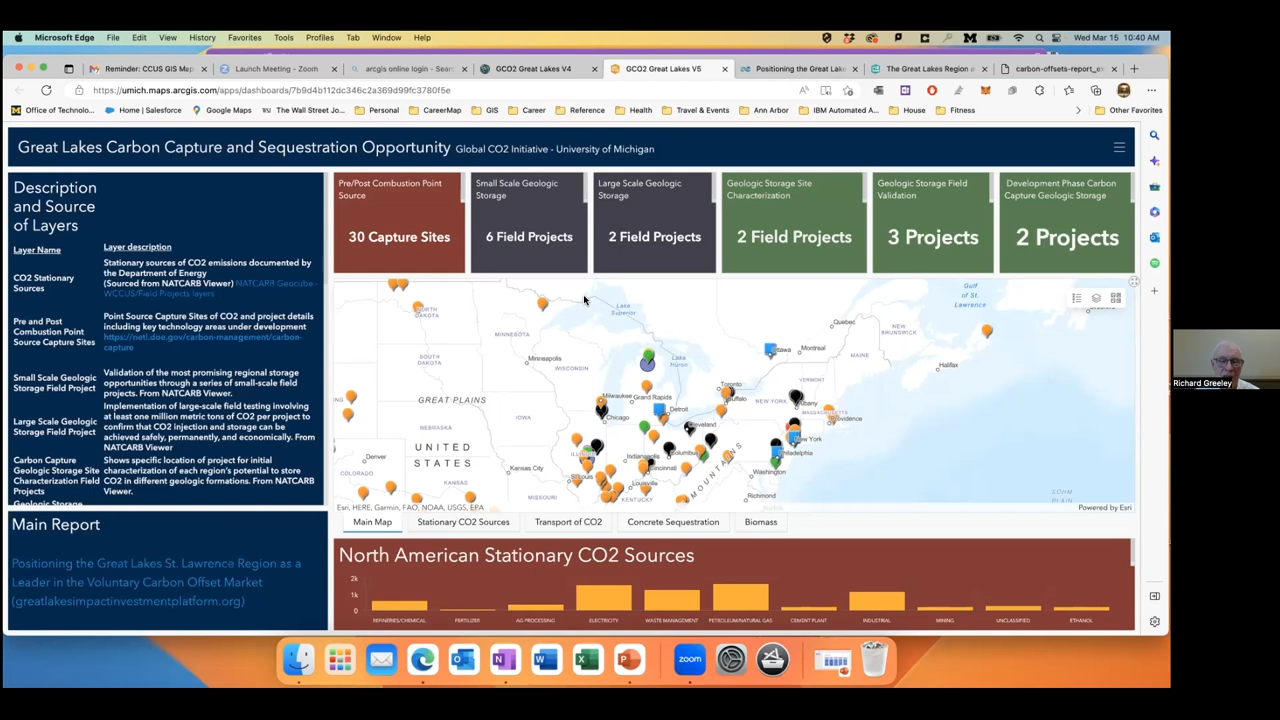 Microsoft Edge File Edit View History Favorites Tools Profiles Tab Window Help
Wed Mar 15 10:40 AM
Reminder: CCUS GIS Map
Launch Meeting - Zoom
arcgis online login - Sear
GCO2 Great Lakes V4
GCO2 Great Lakes V5
Positioning the Great Lake
The Great Lakes Region a
carbon-offsets-report_e
https://umich.maps.arcgis.com/apps/dashboards/7b9d4b112dc346c2a369d99fc3780f5e
Office of Technolo...
Home | Salesforce
Google Maps
The Wall Street Jo...
Personal
CareerMap
GIS
Career
Reference
Health
Travel & Events
Ann Arbor
IBM Automated A...
House
Fitness
Other Favorites
Great Lakes Carbon Capture and Sequestration Opportunity Global CO2 Initiative - University of Michigan
Description
and Source
of Layers
Layer Name
Layer description
CO2 Stationary
Sources
Stationary sources of CO2 emissions documented by
the Department of Energy
(Sourced from NATCARB Viewer) NATCARB Geocube -
WCCUS/Field Projects layers
Pre and Post
Combustion Point
Source Capture Sites
Point Source Capture Sites of CO2 and project details
including key technology areas under development
https://netl.doe.gov/carbon-management/carbon-
capture
Small Scale Geologic
Storage Field Project
Validation of the most promising regional storage
opportunities through a series of small-scale field
projects. From NATCARB Viewer.
Large Scale Geologic
Storage Field Project
Implementation of large-scale field testing involving
at least one million metric tons of CO2 per project to
confirm that CO2 injection and storage can be
achieved safely, permanently, and economically. From
NATCARB Viewer
Carbon Capture
Geologic Storage Site
Characterization Field
Projects
Shows specific location of project for initial
characterization of each region's potential to store
CO2 in different geologic formations. From NATCARB
Viewer.
Geologic Storage
Main Report
Positioning the Great Lakes St. Lawrence Region as a
Leader in the Voluntary Carbon Offset Market
(greatlakesimpactinvestmentplatform.org)
Pre/Post Combustion Point
Source
30 Capture Sites
Small Scale Geologic
Storage
6 Field Projects
Large Scale Geologic
Storage
2 Field Projects
Geologic Storage Site
Characterization
2 Field Projects
Geologic Storage Field
Validation
3 Projects
Development Phase Carbon
Capture Geologic Storage
2 Projects
Gulf
of St.
Lawrence
NORTH
DAKOTA
Lake
Superior
Quebec
NEW
BRUNSWICK
MINNESOTA
Ottawa
Montreal
MAINE
SOUTH
DAKOTA
Minneapolis
WISCONSIN
Lake
Huron
Halifax
Toronto
VERMONT
GREAT PLAINS
Milwaukee
Grand Rapids
Buffalo
NEW YORK
Albany
MASSACHUSETTS
IOWA
Chicago
Detroit
Cleveland
Providence
New York
UNITED
STATES
Philadelphia
Denver
Indianapolis
Columbus
MOUNTAINS
Washington
COLORADO
Kansas City
Cincinnati
KANSAS
MISSOURI
Louisville
KENTUCKY
Richmond
SOHM
PLAIN
Esri, HERE, Garmin, FAO, NOAA, USGS, EPA
Powered by Esri
Main Map
Stationary CO2 Sources
Transport of CO2
Concrete Sequestration
Biomass
North American Stationary CO2 Sources
2k
1k
0
REFINERIES/CHEMICAL
FERTILIZER
AG PROCESSING
ELECTRICITY
WASTE MANAGEMENT
PETROLEUM/NATURAL GAS
CEMENT PLANT
INDUSTRIAL
MINING
UNCLASSIFIED
ETHANOL
zoom
Richard Greeley